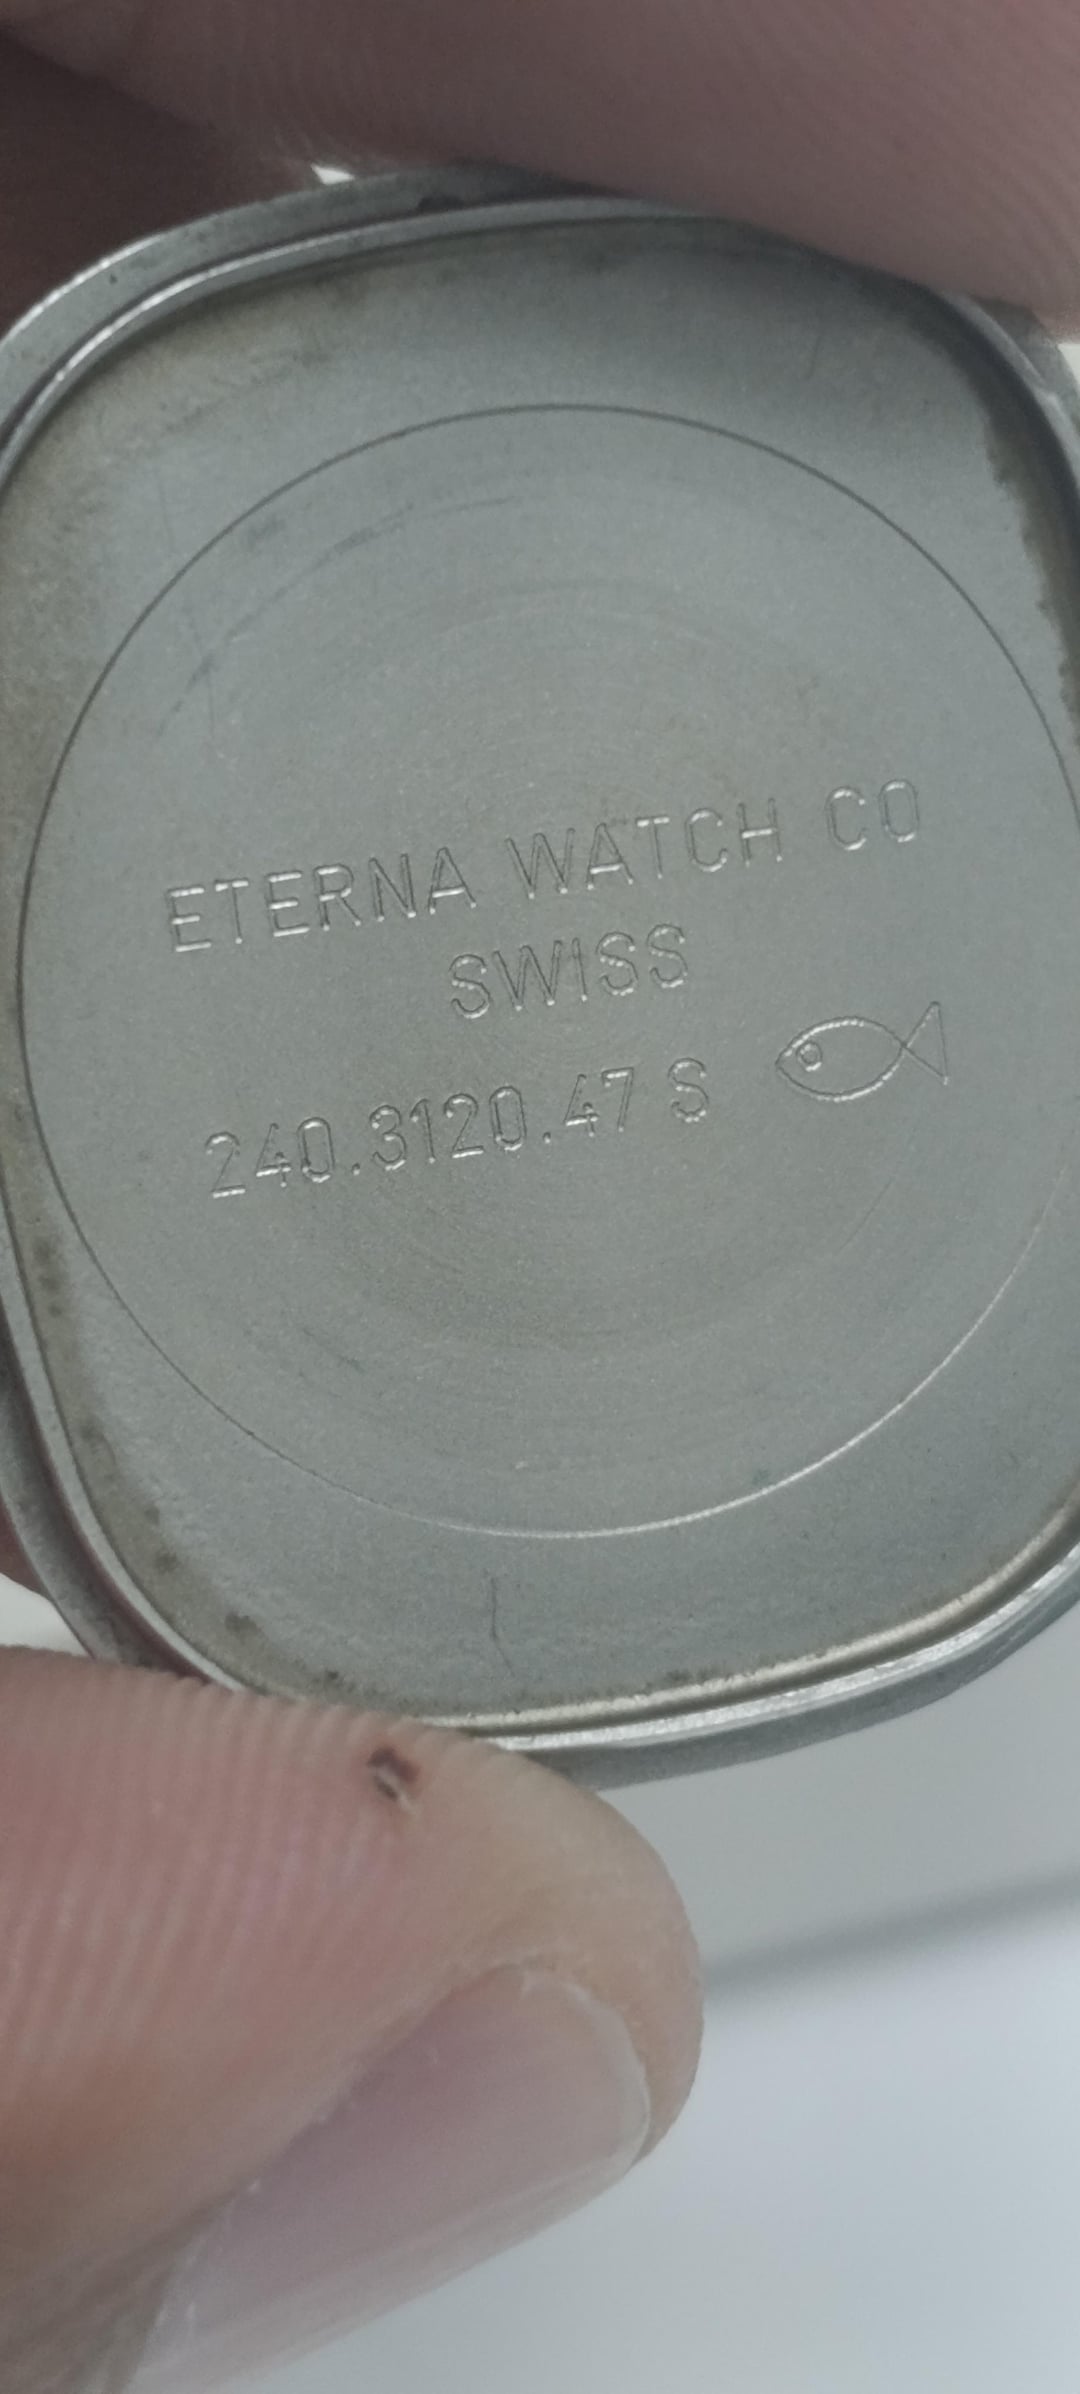 ETERNA WATCH CO
SWISS
240.3120.47 S